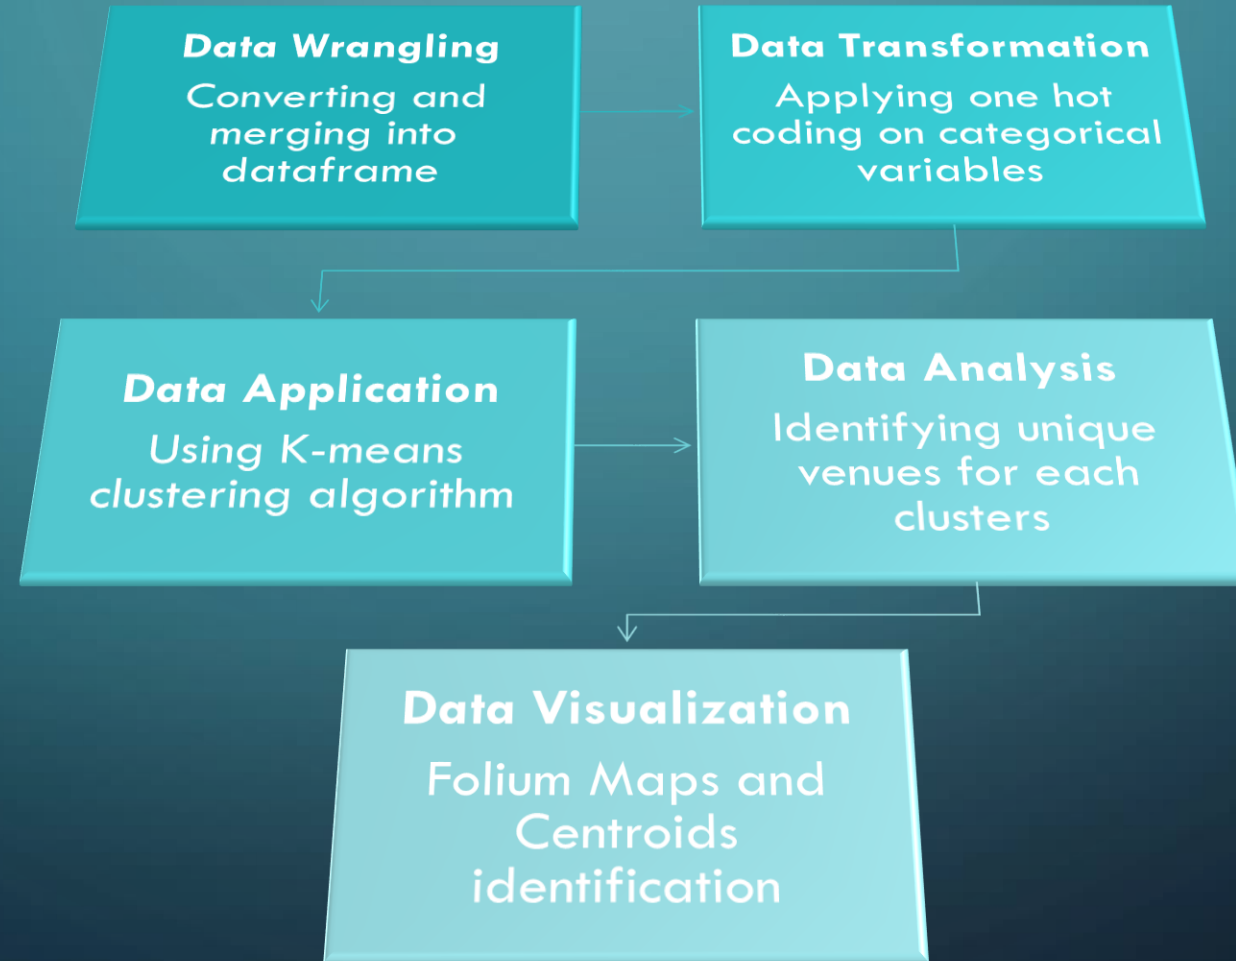 Data Wrangling
Converting and
merging into
dataframe
Data Transformation
Applying one hot
coding on categorical
variables
Data Application
Using K-means
clustering algorithm
Data Analysis
Identifying unique
venues for each
clusters
Data Visualization
Folium Maps and
Centroids
identification